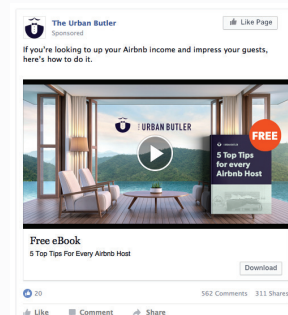 The Urban Butler
Sponsored
Like Page
If you're looking to up your Airbnb income and impress your guests,
here's how to do it.
URBAN BUTLER
FREE
5 Top Tips
for every
Airbnb Host
Free eBook
5 Top Tips For Every Airbnb Host
Download
20
562 Comments 311 Shares
Like Comment Share